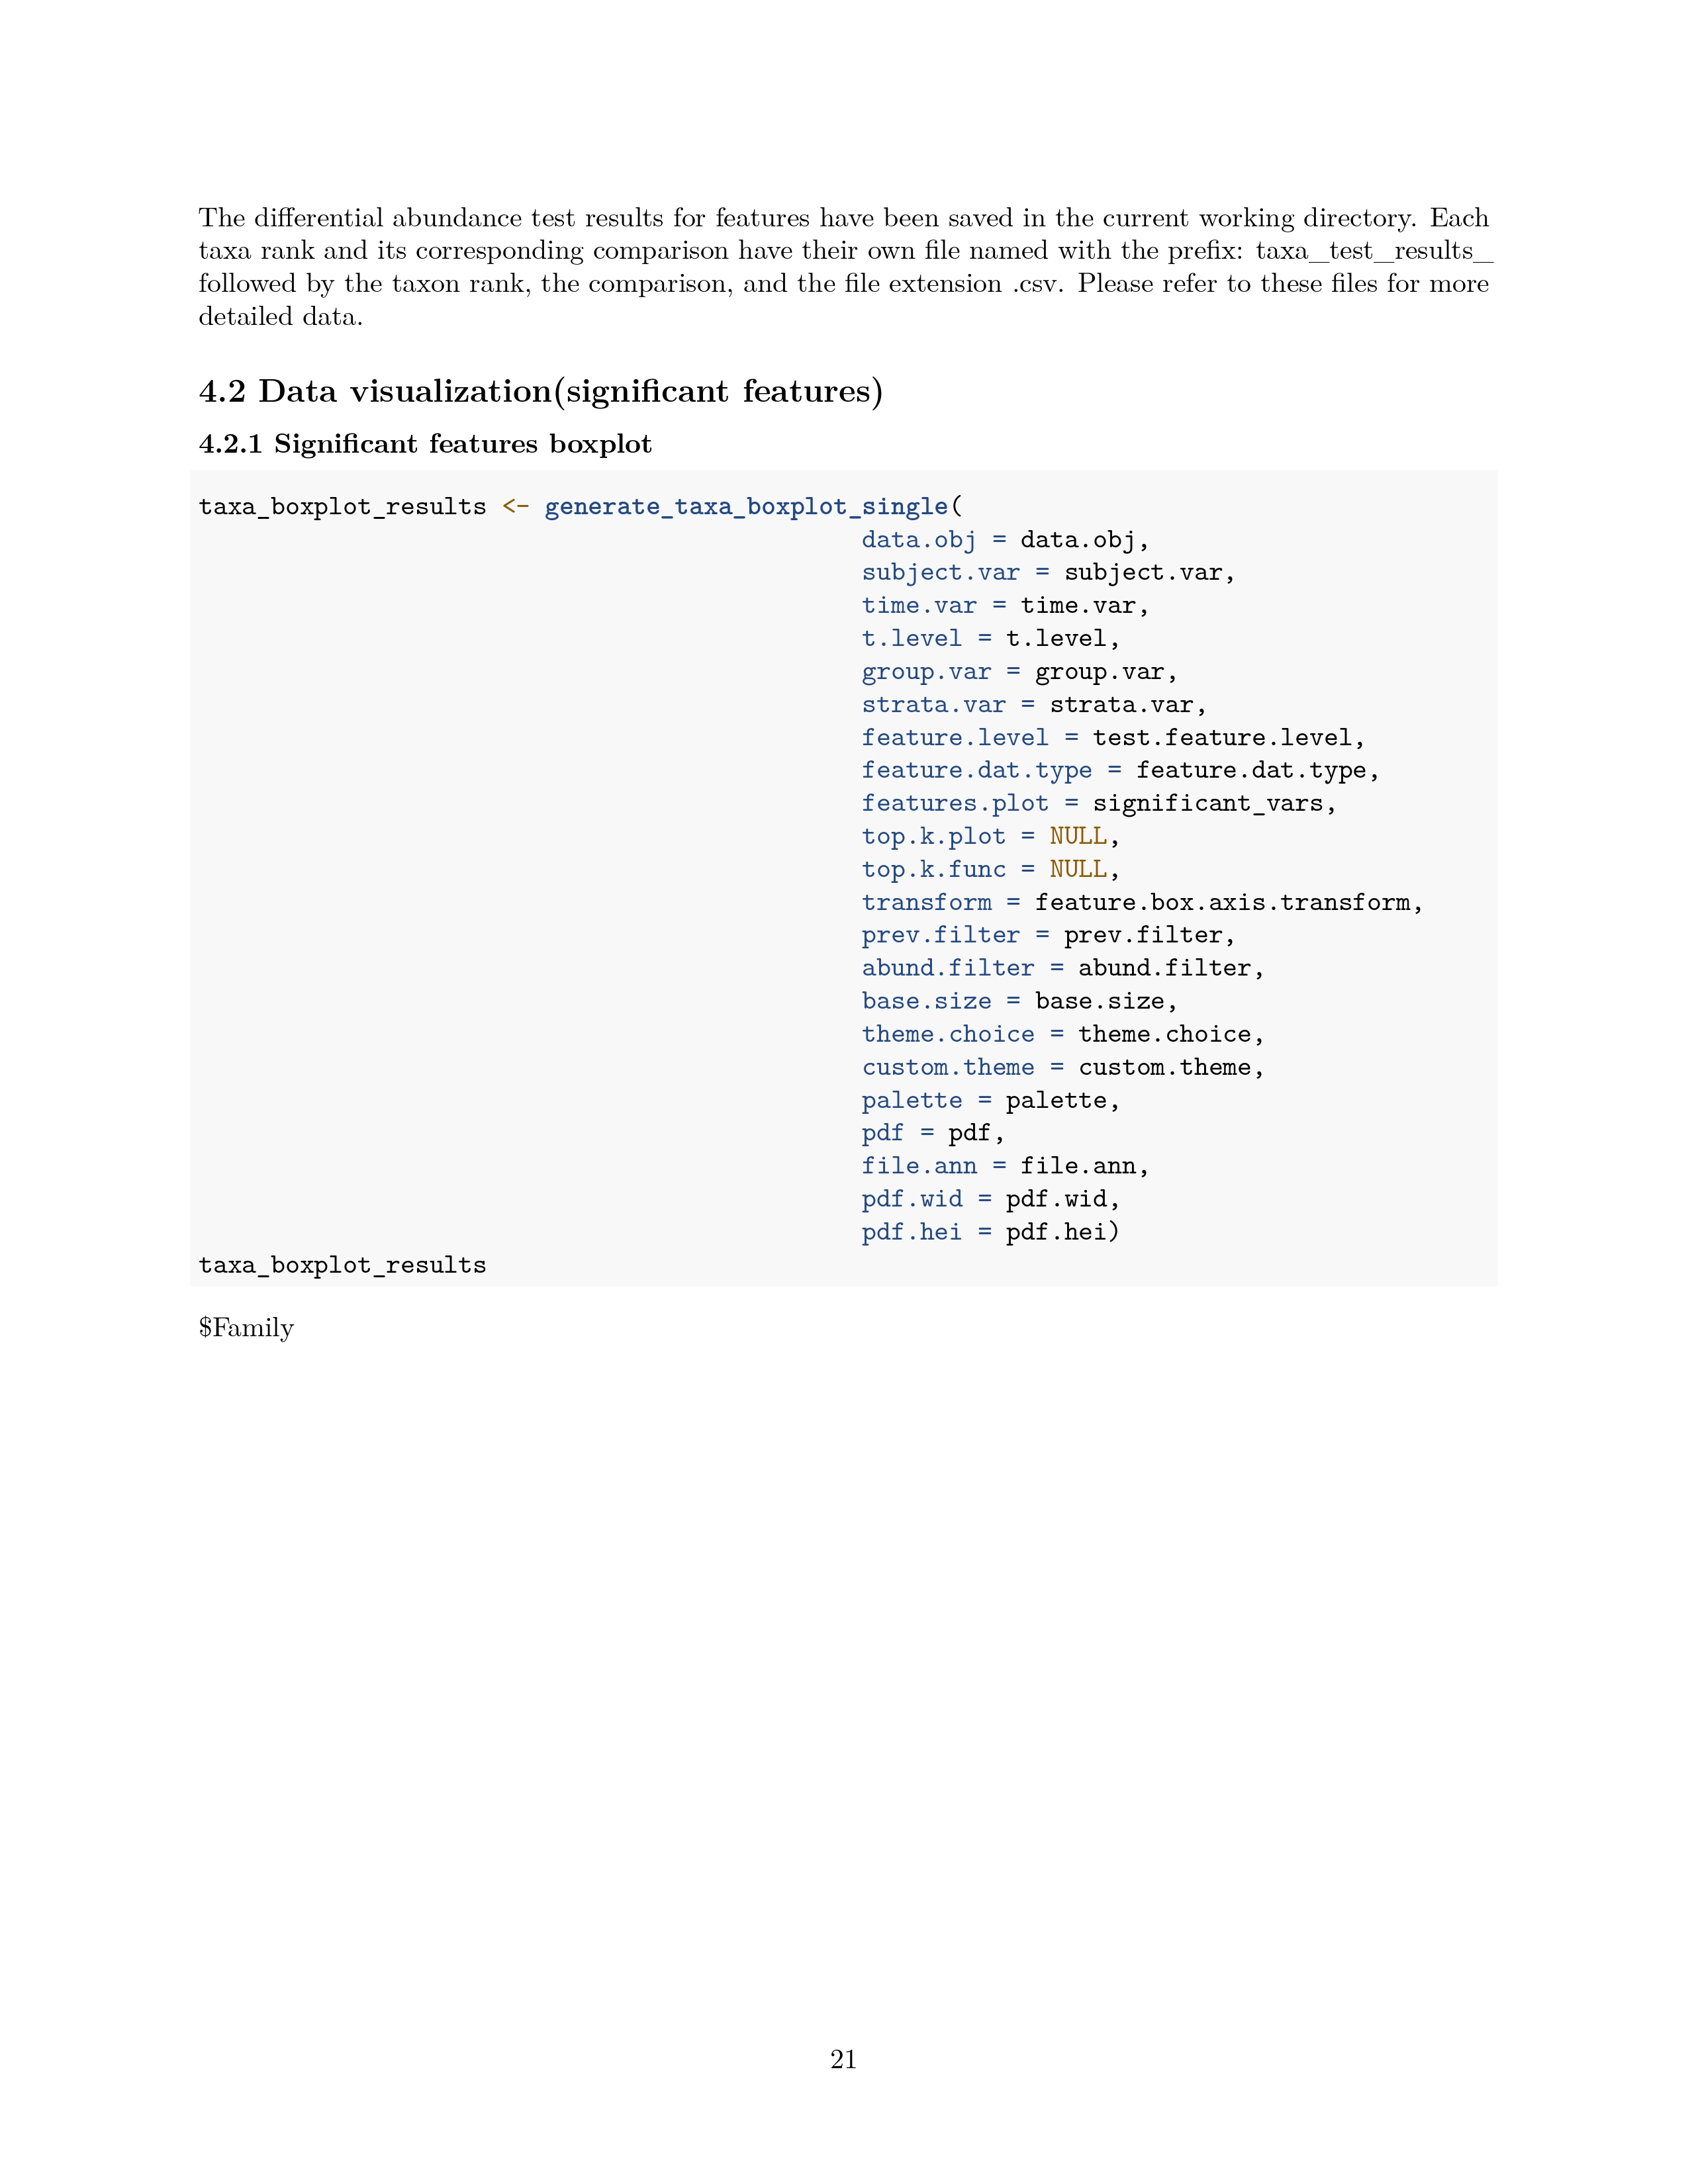 The differential abundance test results for features have been saved in the current working directory. Each
taxa rank and its corresponding comparison have their own file named with the prefix: taxa_test_results_
followed by the taxon rank, the comparison, and the file extension .csv. Please refer to these files for more
detailed data.
4.2 Data visualization(significant features)
4.2.1 Significant features boxplot
taxa_boxplot_results <- generate_taxa_boxplot_single(
data.obj = data.obj,
subject.var = subject.var,
time.var = time.var,
t.level = t.level,
group.var = group.var,
strata.var = strata.var,
feature.level = test.feature.level,
feature.dat.type = feature.dat.type,
features.plot = significant_vars,
top.k.plot = NULL,
top.k.func = NULL,
transform = feature.box.axis.transform,
prev.filter = prev.filter,
abund.filter = abund.filter,
base.size = base.size,
theme.choice = theme.choice,
custom.theme = custom.theme,
palette = palette,
pdf = pdf,
file.ann = file.ann,
pdf.wid = pdf.wid,
pdf.hei = pdf.hei)
taxa_boxplot_results
$Family
21